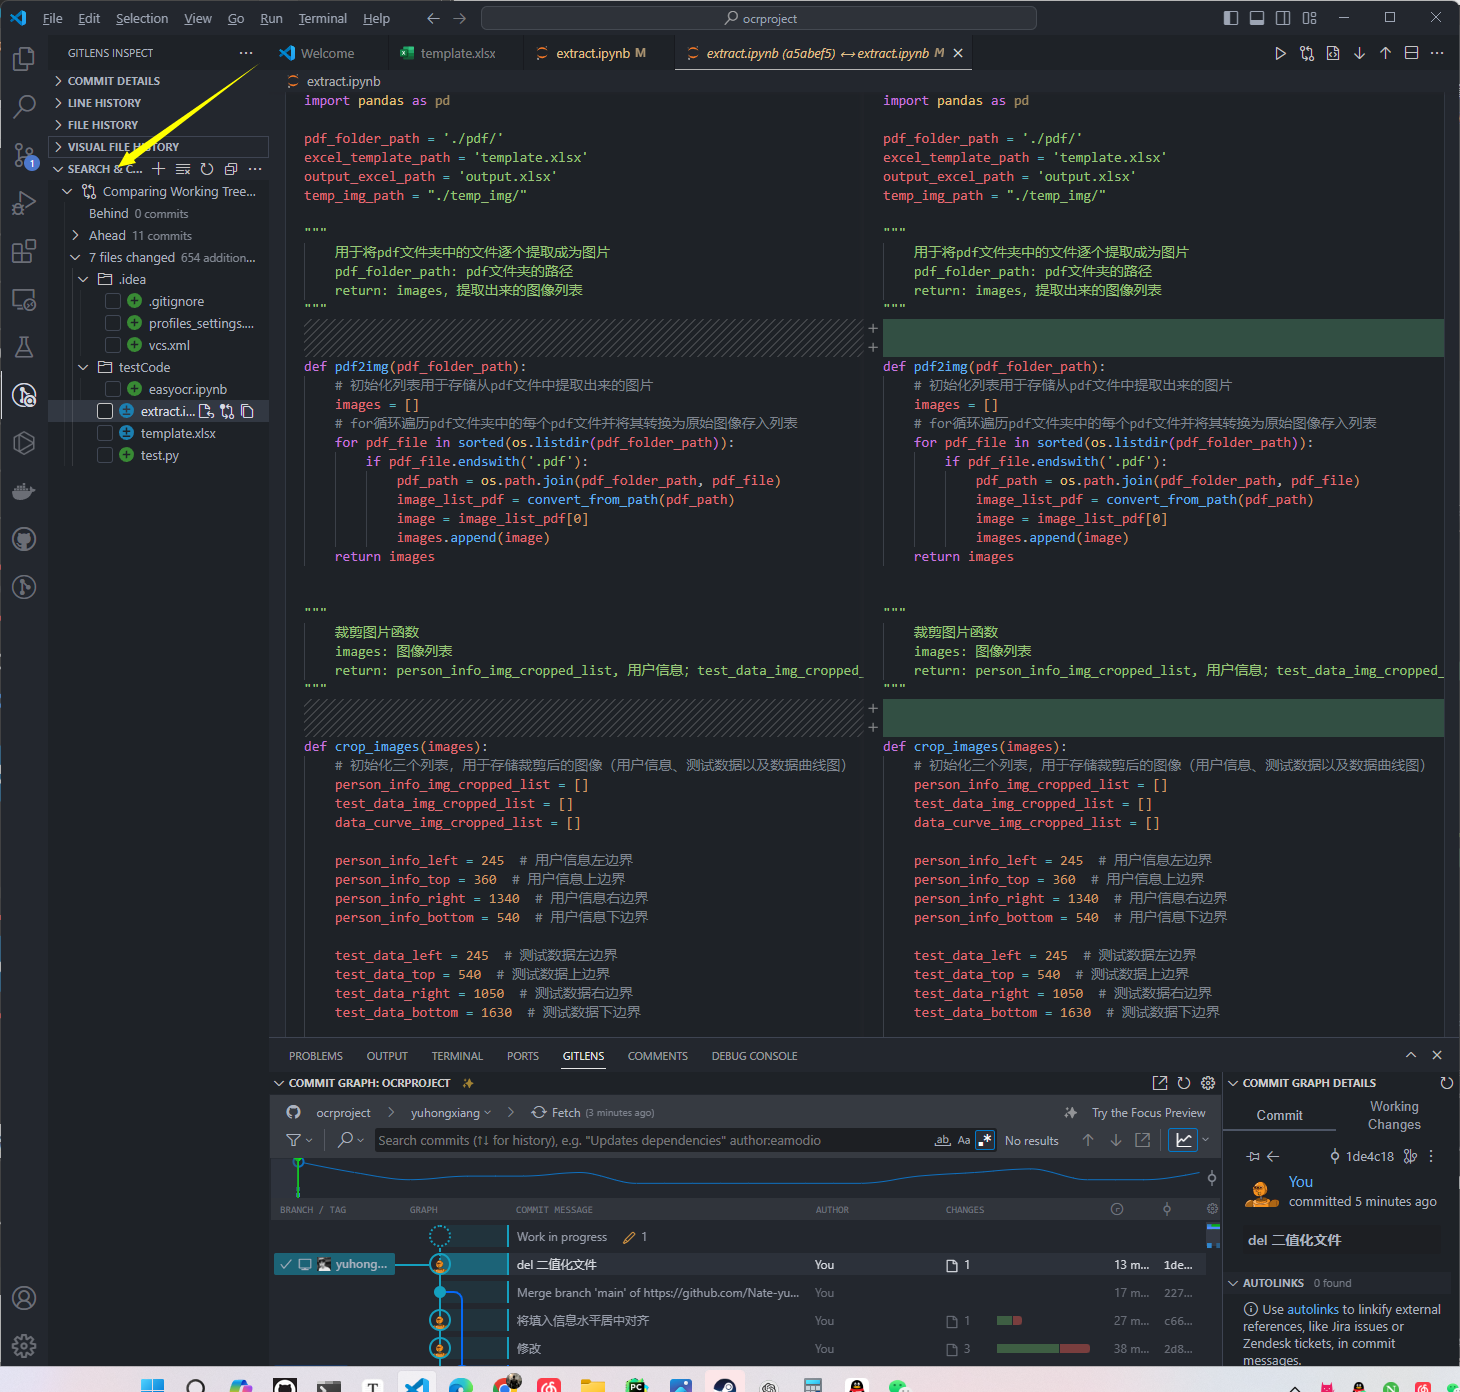 File Edit Selection View Go Run Terminal Help
ocrproject
GITLENS INSPECT
COMMIT DETAILS
LINE HISTORY
FILE HISTORY
VISUAL FILE HISTORY
SEARCH & C...
Comparing Working Tree...
Behind 0 commits
Ahead 11 commits
7 files changed 654 addition...
.idea
.gitignore
profiles_settings....
vcs.xml
testCode
easyocr.ipynb
extract.i...
template.xlsx
test.py
1
Welcome
template.xlsx
extract.ipynb M
extract.ipynb (a5abef5) ↔ extract.ipynb M
extract.ipynb
import pandas as pd
pdf_folder_path = './pdf/'
excel_template_path = 'template.xlsx'
output_excel_path = 'output.xlsx'
temp_img_path = "./temp_img/"
"""
用于将pdf文件夹中的文件逐个提取成为图片
pdf_folder_path: pdf文件夹的路径
return: images, 提取出来的图像列表
"""
def pdf2img(pdf_folder_path):
# 初始化列表用于存储从pdf文件中提取出来的图片
images = []
# for循环遍历pdf文件夹中的每个pdf文件并将其转换为原始图像存入列表
for pdf_file in sorted(os.listdir(pdf_folder_path)):
if pdf_file.endswith('.pdf'):
pdf_path = os.path.join(pdf_folder_path, pdf_file)
image_list_pdf = convert_from_path(pdf_path)
image = image_list_pdf[0]
images.append(image)
return images
"""
裁剪图片函数
images: 图像列表
return: person_info_img_cropped_list, 用户信息; test_data_img_cropped_
"""
def crop_images(images):
# 初始化三个列表，用于存储裁剪后的图像（用户信息、测试数据以及数据曲线图）
person_info_img_cropped_list = []
test_data_img_cropped_list = []
data_curve_img_cropped_list = []
person_info_left = 245 # 用户信息左边界
person_info_top = 360 # 用户信息上边界
person_info_right = 1340 # 用户信息右边界
person_info_bottom = 540 # 用户信息下边界
test_data_left = 245 # 测试数据左边界
test_data_top = 540 # 测试数据上边界
test_data_right = 1050 # 测试数据右边界
test_data_bottom = 1630 # 测试数据下边界
+
+
+
+
import pandas as pd
pdf_folder_path = './pdf/'
excel_template_path = 'template.xlsx'
output_excel_path = 'output.xlsx'
temp_img_path = "./temp_img/"
"""
用于将pdf文件夹中的文件逐个提取成为图片
pdf_folder_path: pdf文件夹的路径
return: images, 提取出来的图像列表
"""
def pdf2img(pdf_folder_path):
# 初始化列表用于存储从pdf文件中提取出来的图片
images = []
# for循环遍历pdf文件夹中的每个pdf文件并将其转换为原始图像存入列表
for pdf_file in sorted(os.listdir(pdf_folder_path)):
if pdf_file.endswith('.pdf'):
pdf_path = os.path.join(pdf_folder_path, pdf_file)
image_list_pdf = convert_from_path(pdf_path)
image = image_list_pdf[0]
images.append(image)
return images
"""
裁剪图片函数
images: 图像列表
return: person_info_img_cropped_list, 用户信息; test_data_img_cropped_
"""
def crop_images(images):
# 初始化三个列表，用于存储裁剪后的图像（用户信息、测试数据以及数据曲线图）
person_info_img_cropped_list = []
test_data_img_cropped_list = []
data_curve_img_cropped_list = []
person_info_left = 245 # 用户信息左边界
person_info_top = 360 # 用户信息上边界
person_info_right = 1340 # 用户信息右边界
person_info_bottom = 540 # 用户信息下边界
test_data_left = 245 # 测试数据左边界
test_data_top = 540 # 测试数据上边界
test_data_right = 1050 # 测试数据右边界
test_data_bottom = 1630 # 测试数据下边界
PROBLEMS OUTPUT TERMINAL PORTS GITLENS COMMENTS DEBUG CONSOLE
COMMIT GRAPH: OCRPROJECT
ocrproject yuhongxiang Fetch (3 minutes ago) Try the Focus Preview
Search commits (↑↓ for history), e.g. "Updates dependencies" author:eamodio ab Aa .* No results
BRANCH / TAG GRAPH COMMIT MESSAGE AUTHOR CHANGES
Work in progress 1
yuhong... del 二值化文件 You 1 13 m... 1de...
Merge branch 'main' of https://github.com/Nate-yu... You 17 m... 227...
将填入信息水平居中对齐 You 1 27 m... c66...
修改 You 3 38 m... 2d8...
COMMIT GRAPH DETAILS
Commit
Working Changes
1de4c18
You
committed 5 minutes ago
del 二值化文件
AUTOLINKS 0 found
Use autolinks to linkify external
references, like Jira issues or
Zendesk tickets, in commit
messages.